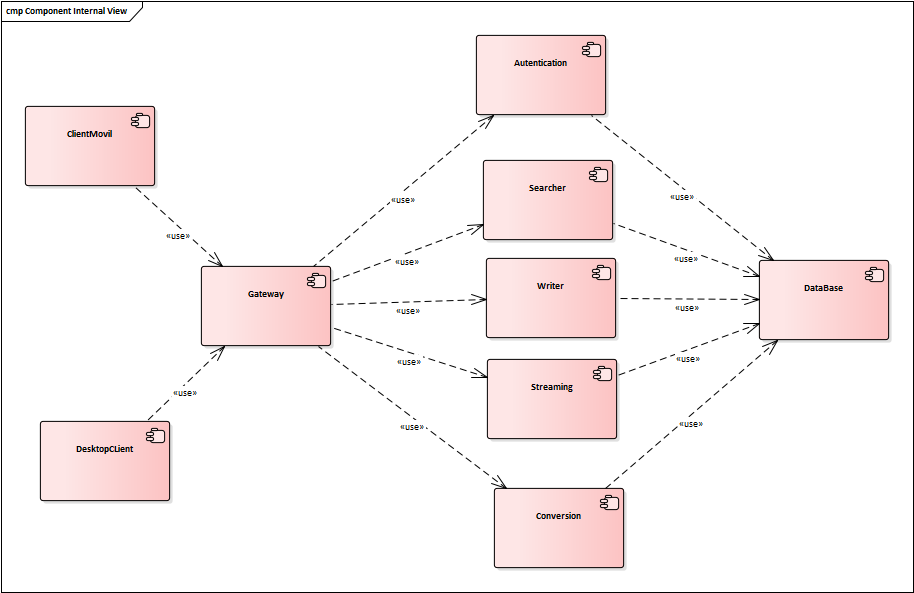 cmp Component Internal View
Autentication
ClientMovil
Searcher
«use»
«use»
«use»
«use»
«use»
Gateway
Writer
DataBase
«use»
«use»
«use»
«use»
Streaming
«use»
«use»
«use»
DesktopCLient
Conversion